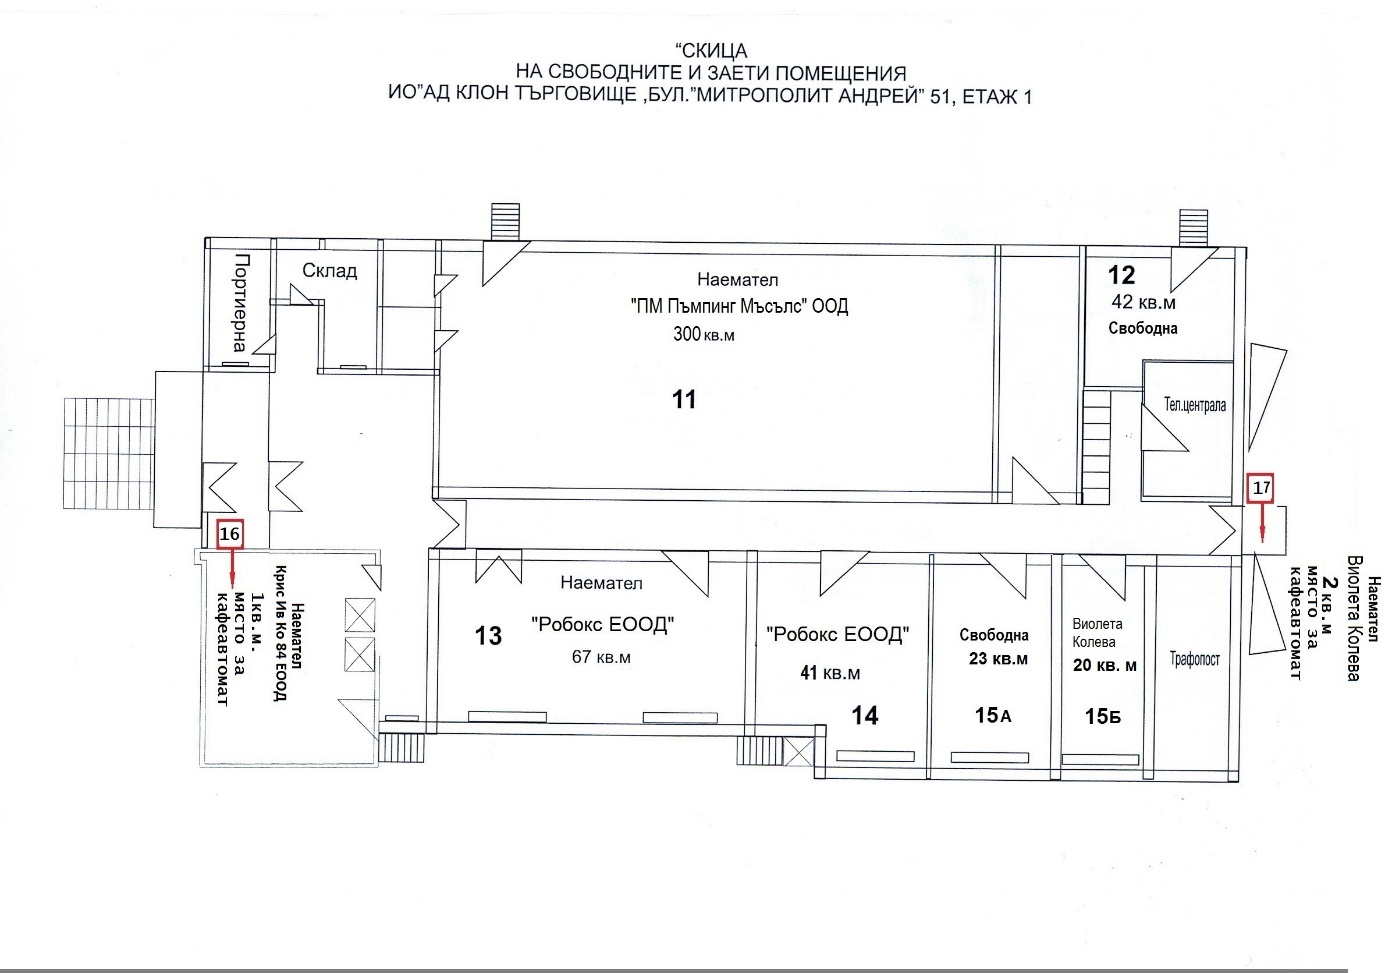 “СКИЦА
НА СВОБОДНИТЕ И ЗАЕТИ ПОМЕЩЕНИЯ
ИО”АД КЛОН ТЪРГОВИЩЕ ,БУЛ.”МИТРОПОЛИТ АНДРЕЙ” 51, ЕТАЖ 1
Портиерна
Склад
Наемател
"ПМ Пъмпинг Мъсълс" ООД
300 кв.м
11
12
42 кв.м
Свободна
Тел.централа
17
Наемател
Виолета Колева
2 кв.м
място за
кафеавтомат
16
Наемател
Крис Ив Ко 84 ЕООД
1кв.м.
място за
кафеавтомат
Наемател
"Робокс ЕООД"
13
67 кв.м
"Робокс ЕООД"
41 кв.м
14
Свободна
23 кв.м
15А
Виолета
Колева
20 кв. м
15Б
Трафопост